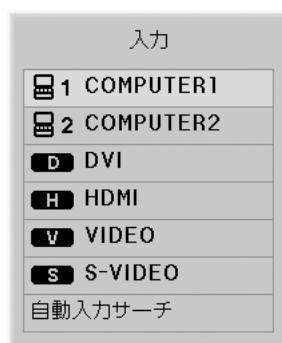 入力
1 COMPUTER1
2 COMPUTER2
D DVI
H HDMI
V VIDEO
S S-VIDEO
自動入力サーチ